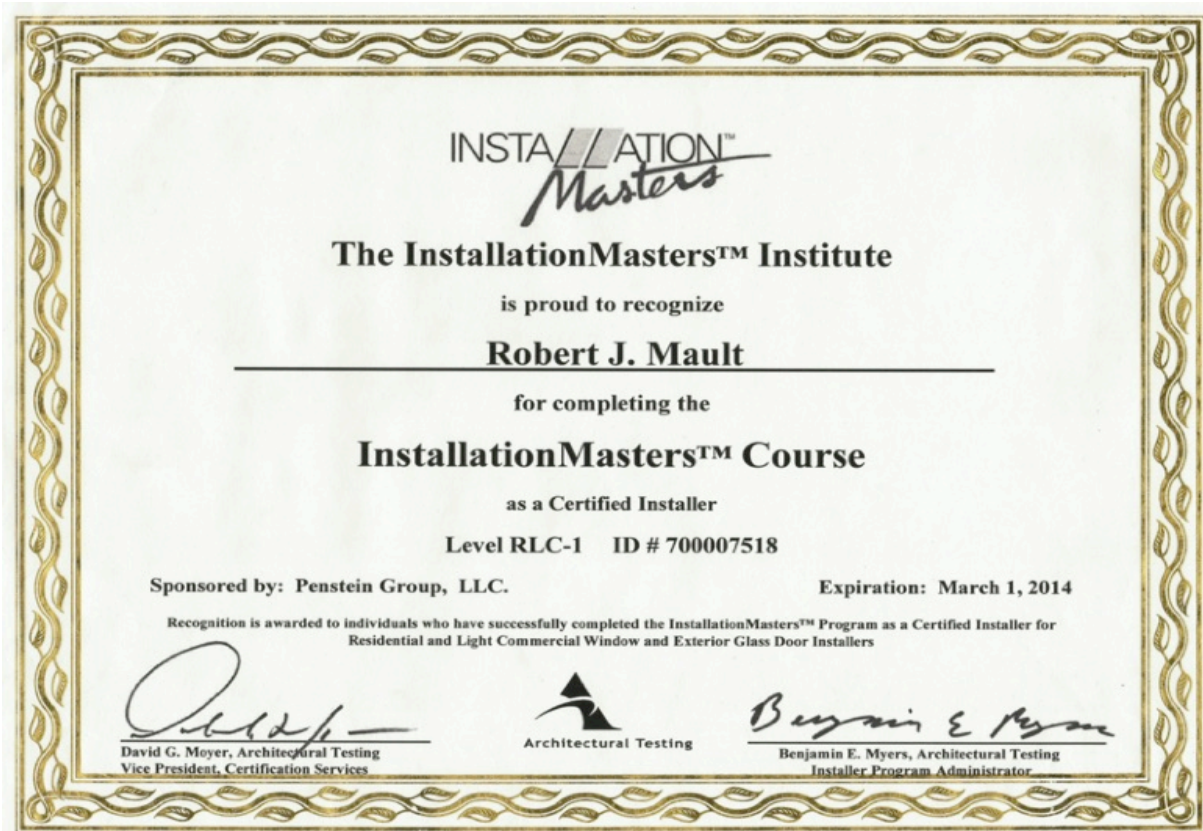 INSTALLATION™
Masters
The InstallationMasters™ Institute
is proud to recognize
Robert J. Mault
for completing the
InstallationMasters™ Course
as a Certified Installer
Level RLC-1 ID # 700007518
Sponsored by: Penstein Group, LLC. Expiration: March 1, 2014
Recognition is awarded to individuals who have successfully completed the InstallationMasters™ Program as a Certified Installer for
Residential and Light Commercial Window and Exterior Glass Door Installers
Benjamin E Myers
Architectural Testing
David G. Moyer, Architectural Testing
Vice President, Certification Services
Benjamin E. Myers, Architectural Testing
Installer Program Administrator